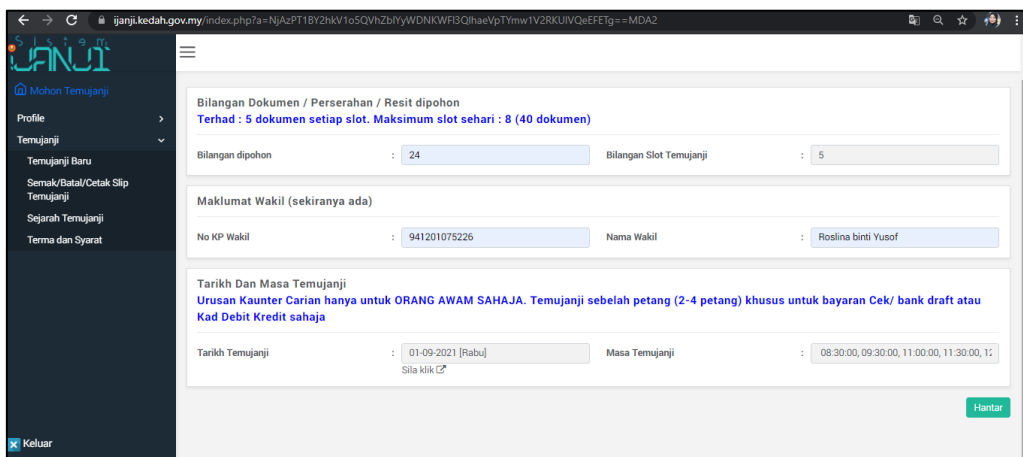 ijanji.kedah.gov.my/index.php?a=NjAzPT1BY2hkV1o5QVhZblYyWDNKWFl3QlhaeVpTYmw1V2RKUlVQeEFETg==MDA2
Sistem
iJANJI
Mohon Temujanji
Profile
Temujanji
Temujanji Baru
Semak/Batal/Cetak Slip
Temujanji
Sejarah Temujanji
Terma dan Syarat
Keluar
Bilangan Dokumen / Perserahan / Resit dipohon
Terhad : 5 dokumen setiap slot. Maksimum slot sehari : 8 (40 dokumen)
Bilangan dipohon : 24 Bilangan Slot Temujanji : 5
Maklumat Wakil (sekiranya ada)
No KP Wakil : 941201075226 Nama Wakil : Roslina binti Yusof
Tarikh Dan Masa Temujanji
Urusan Kaunter Carian hanya untuk ORANG AWAM SAHAJA. Temujanji sebelah petang (2-4 petang) khusus untuk bayaran Cek/ bank draft atau
Kad Debit Kredit sahaja
Tarikh Temujanji : 01-09-2021 [Rabu] Masa Temujanji : 08:30:00, 09:30:00, 11:00:00, 11:30:00, 12
Sila klik
Hantar